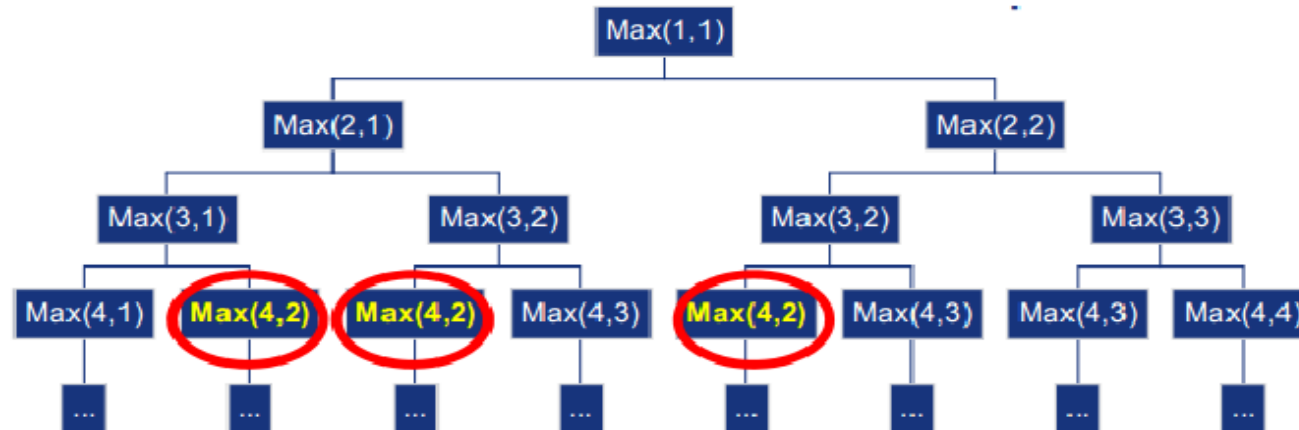 Max(1,1)
Max(2,1) Max(2,2)
Max(3,1) Max(3,2) Max(3,2) Max(3,3)
Max(4,1) Max(4,2) Max(4,2) Max(4,3) Max(4,2) Max(4,3) Max(4,3) Max(4,4)
... ... ... ... ... ... ... ...